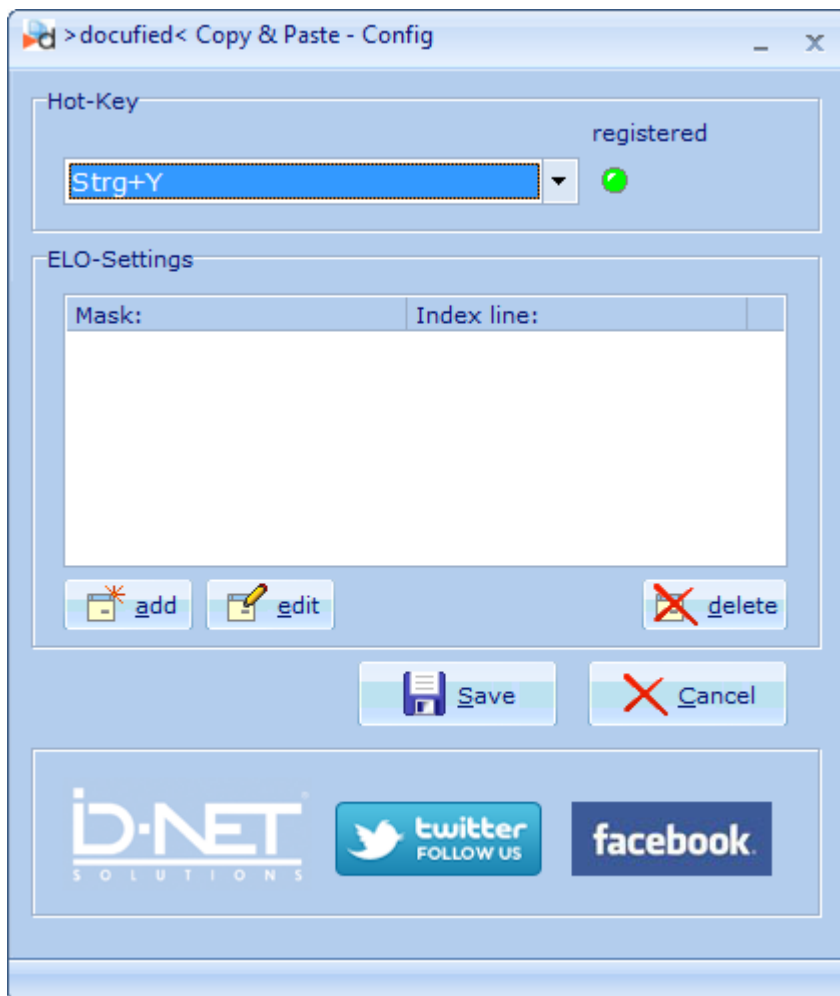 >docufied< Copy & Paste - Config
Hot-Key
registered
Strg+Y
ELO-Settings
Mask: Index line:
add edit delete
Save Cancel
iD·NET
SOLUTIONS
twitter
FOLLOW US
facebook.